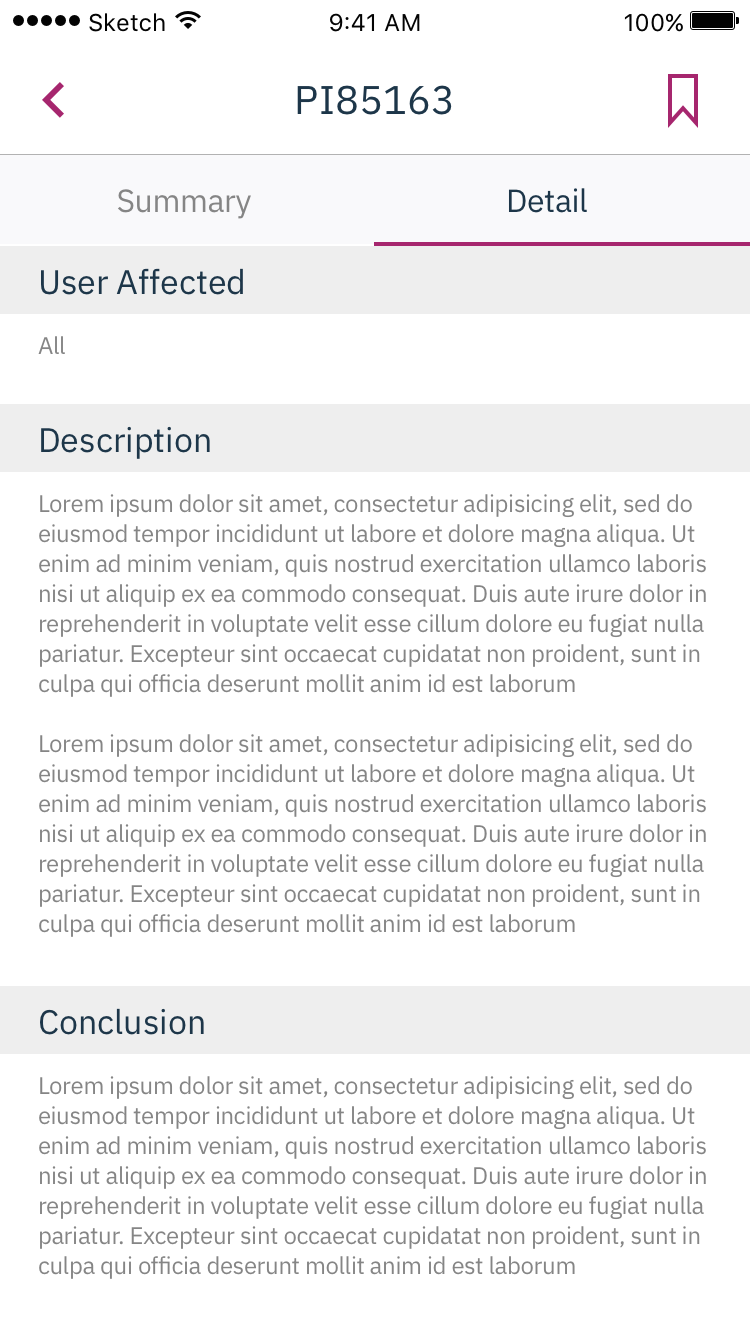 Sketch 9:41 AM 100%
PI85163
Summary Detail
User Affected
All
Description
Lorem ipsum dolor sit amet, consectetur adipisicing elit, sed do
eiusmod tempor incididunt ut labore et dolore magna aliqua. Ut
enim ad minim veniam, quis nostrud exercitation ullamco laboris
nisi ut aliquip ex ea commodo consequat. Duis aute irure dolor in
reprehenderit in voluptate velit esse cillum dolore eu fugiat nulla
pariatur. Excepteur sint occaecat cupidatat non proident, sunt in
culpa qui officia deserunt mollit anim id est laborum
Lorem ipsum dolor sit amet, consectetur adipisicing elit, sed do
eiusmod tempor incididunt ut labore et dolore magna aliqua. Ut
enim ad minim veniam, quis nostrud exercitation ullamco laboris
nisi ut aliquip ex ea commodo consequat. Duis aute irure dolor in
reprehenderit in voluptate velit esse cillum dolore eu fugiat nulla
pariatur. Excepteur sint occaecat cupidatat non proident, sunt in
culpa qui officia deserunt mollit anim id est laborum
Conclusion
Lorem ipsum dolor sit amet, consectetur adipisicing elit, sed do
eiusmod tempor incididunt ut labore et dolore magna aliqua. Ut
enim ad minim veniam, quis nostrud exercitation ullamco laboris
nisi ut aliquip ex ea commodo consequat. Duis aute irure dolor in
reprehenderit in voluptate velit esse cillum dolore eu fugiat nulla
pariatur. Excepteur sint occaecat cupidatat non proident, sunt in
culpa qui officia deserunt mollit anim id est laborum